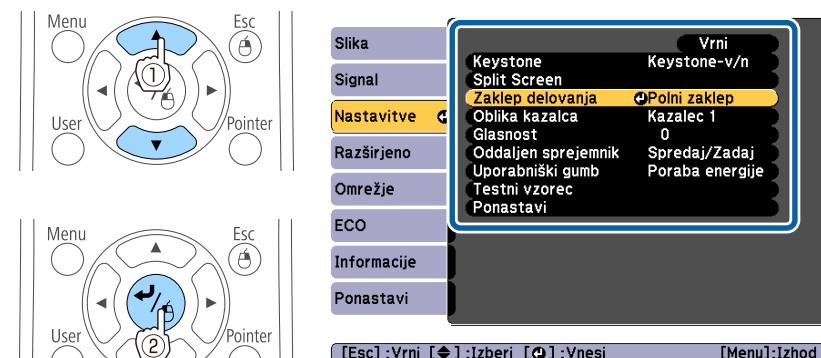 Menu
Esc
1
User
Pointer
Menu
Esc
User
2
Pointer
Slika
Signal
Nastavitve
Razširjeno
Omrežje
ECO
Informacije
Ponastavi
Vrni
Keystone Keystone-v/n
Split Screen
Zaklep delovanja Polni zaklep
Oblika kazalca Kazalec 1
Glasnost 0
Oddaljen sprejemnik Spredaj/Zadaj
Uporabniški gumb Poraba energije
Testni vzorec
Ponastavi
[Esc]:Vrni [◆]:Izberi [↵]:Vnesi [Menu]:Izhod